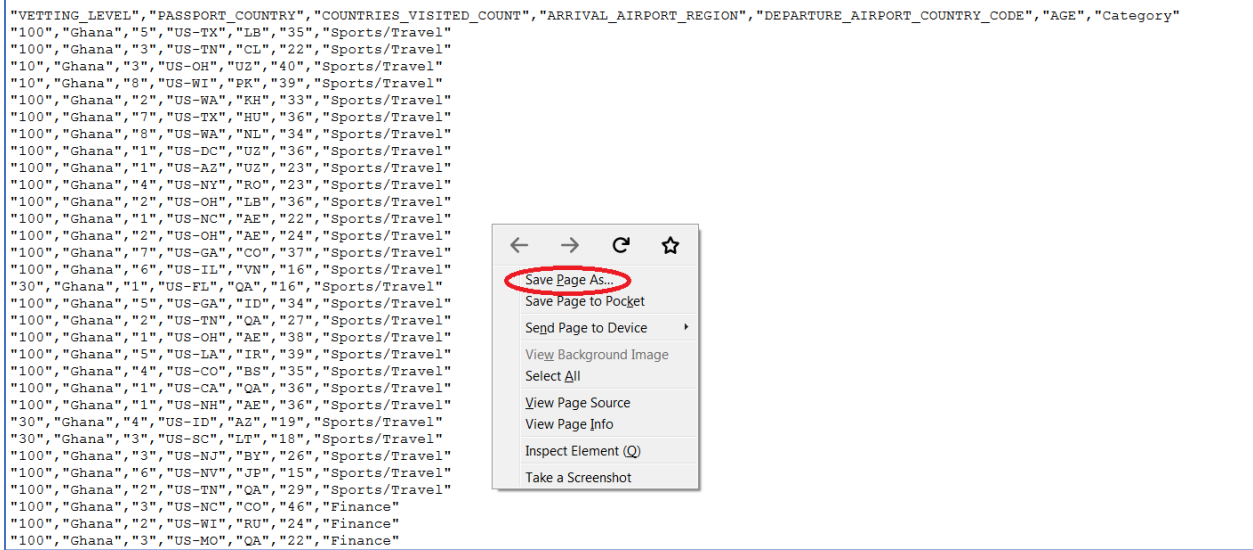 "VETTING_LEVEL","PASSPORT_COUNTRY","COUNTRIES_VISITED_COUNT","ARRIVAL_AIRPORT_REGION","DEPARTURE_AIRPORT_COUNTRY_CODE","AGE","Category"
"100","Ghana","5","US-TX","LB","35","Sports/Travel"
"100","Ghana","3","US-TN","CL","22","Sports/Travel"
"10","Ghana","3","US-OH","UZ","40","Sports/Travel"
"10","Ghana","8","US-WI","PK","39","Sports/Travel"
"100","Ghana","2","US-WA","KH","33","Sports/Travel"
"100","Ghana","7","US-TX","HU","36","Sports/Travel"
"100","Ghana","8","US-WA","NL","34","Sports/Travel"
"100","Ghana","1","US-DC","UZ","36","Sports/Travel"
"100","Ghana","1","US-AZ","UZ","23","Sports/Travel"
"100","Ghana","4","US-NY","RO","23","Sports/Travel"
"100","Ghana","2","US-OH","LB","36","Sports/Travel"
"100","Ghana","1","US-NC","AE","22","Sports/Travel"
"100","Ghana","2","US-OH","AE","24","Sports/Travel"
"100","Ghana","7","US-GA","CO","37","Sports/Travel"
"100","Ghana","6","US-IL","VN","16","Sports/Travel"
"30","Ghana","1","US-FL","QA","16","Sports/Travel"
"100","Ghana","5","US-GA","ID","34","Sports/Travel"
"100","Ghana","2","US-TN","QA","27","Sports/Travel"
"100","Ghana","1","US-OH","AE","38","Sports/Travel"
"100","Ghana","5","US-LA","IR","39","Sports/Travel"
"100","Ghana","4","US-CO","BS","35","Sports/Travel"
"100","Ghana","1","US-CA","QA","36","Sports/Travel"
"100","Ghana","1","US-NH","AE","36","Sports/Travel"
"30","Ghana","4","US-ID","AZ","19","Sports/Travel"
"30","Ghana","3","US-SC","LT","18","Sports/Travel"
"100","Ghana","3","US-NJ","BY","26","Sports/Travel"
"100","Ghana","6","US-NV","JP","15","Sports/Travel"
"100","Ghana","2","US-TN","QA","29","Sports/Travel"
"100","Ghana","3","US-NC","CO","46","Finance"
"100","Ghana","2","US-WI","RU","24","Finance"
"100","Ghana","3","US-MO","QA","22","Finance"
Save Page As...
Save Page to Pocket
Send Page to Device
View Background Image
Select All
View Page Source
View Page Info
Inspect Element (Q)
Take a Screenshot